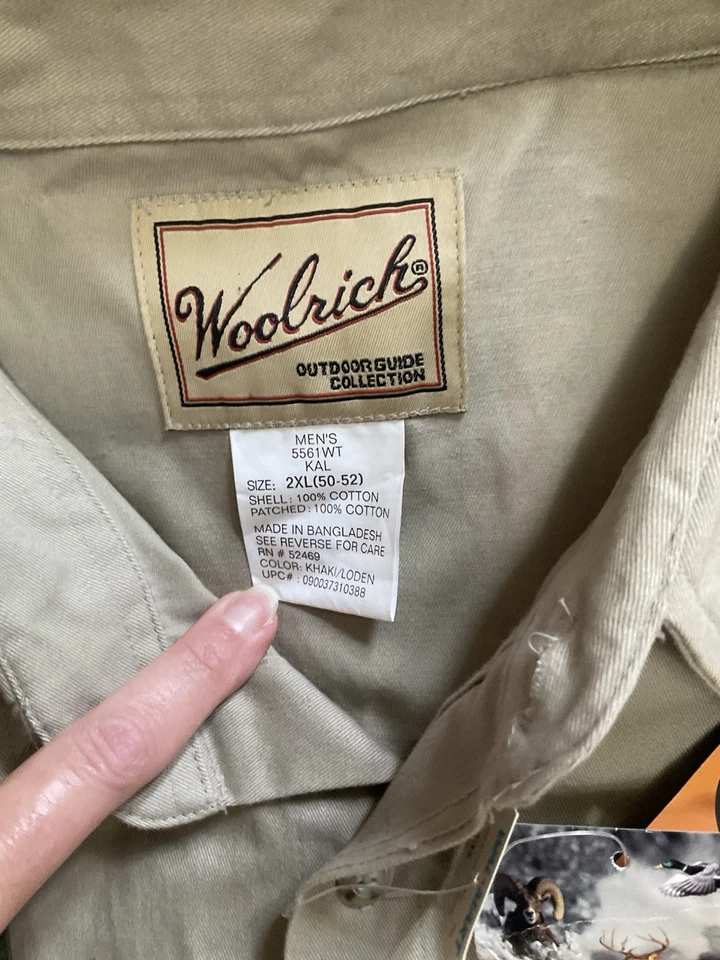 Woolrich®
OUTDOOR GUIDE
COLLECTION
MEN'S
5561WT
KAL
SIZE: 2XL(50-52)
SHELL: 100% COTTON
PATCHED: 100% COTTON
MADE IN BANGLADESH
SEE REVERSE FOR CARE
RN # 52469
COLOR: KHAKI/LODEN
UPC# : 090037310388